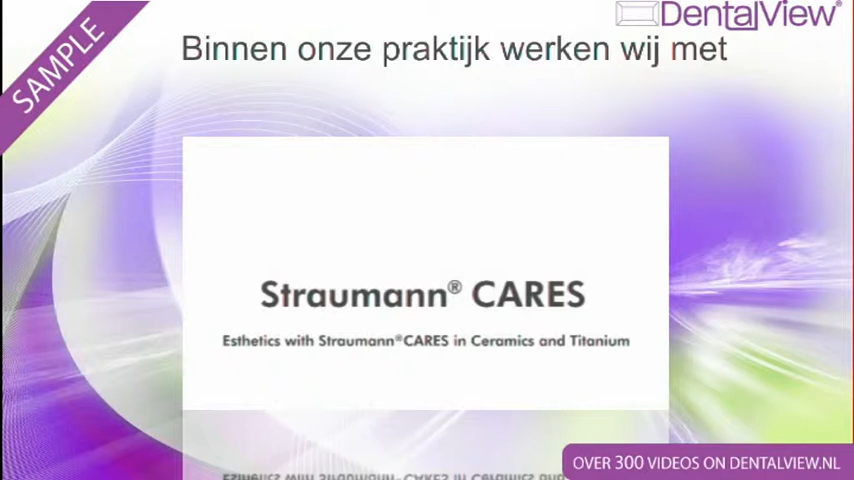 SAMPLE
DentalView®
Binnen onze praktijk werken wij met
Straumann® CARES
Esthetics with Straumann®CARES in Ceramics and Titanium
OVER 300 VIDEOS ON DENTALVIEW.NL